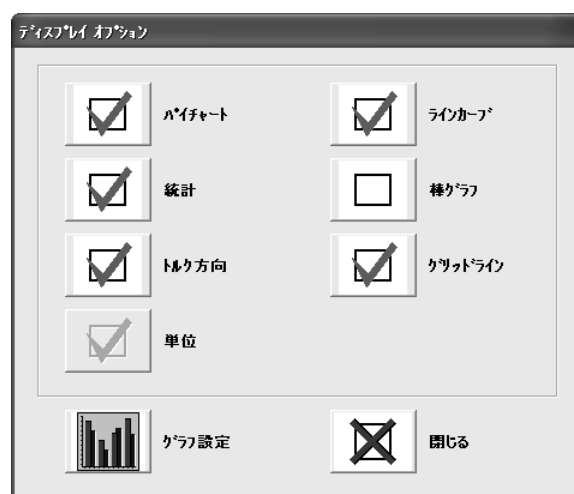 ﾃﾞｨｽﾌﾟﾚｲ ｵﾌﾟｼｮﾝ
ﾊﾟｲﾁｬｰﾄ
ﾗｲﾝｶｰﾌﾞ
統計
棒ｸﾞﾗﾌ
ﾄﾙｸ方向
ｸﾞﾘｯﾄﾞﾗｲﾝ
単位
ｸﾞﾗﾌ設定
閉じる